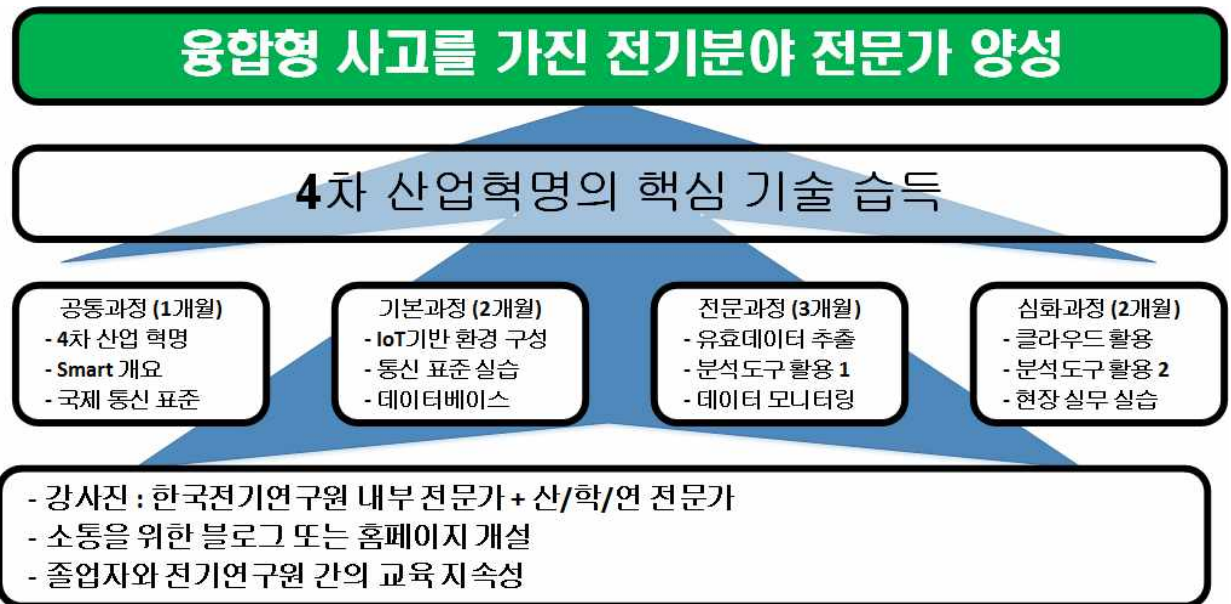 융합형 사고를 가진 전기분야 전문가 양성
4차 산업혁명의 핵심 기술 습득
공통과정 (1개월)
- 4차 산업 혁명
- Smart 개요
- 국제 통신 표준
기본과정 (2개월)
- IoT기반 환경 구성
- 통신 표준 실습
- 데이터베이스
전문과정 (3개월)
- 유효데이터 추출
- 분석도구 활용 1
- 데이터 모니터링
심화과정 (2개월)
- 클라우드 활용
- 분석도구 활용 2
- 현장 실무 실습
- 강사진 : 한국전기연구원 내부 전문가 + 산/학/연 전문가
- 소통을 위한 블로그 또는 홈페이지 개설
- 졸업자와 전기연구원 간의 교육 지속성